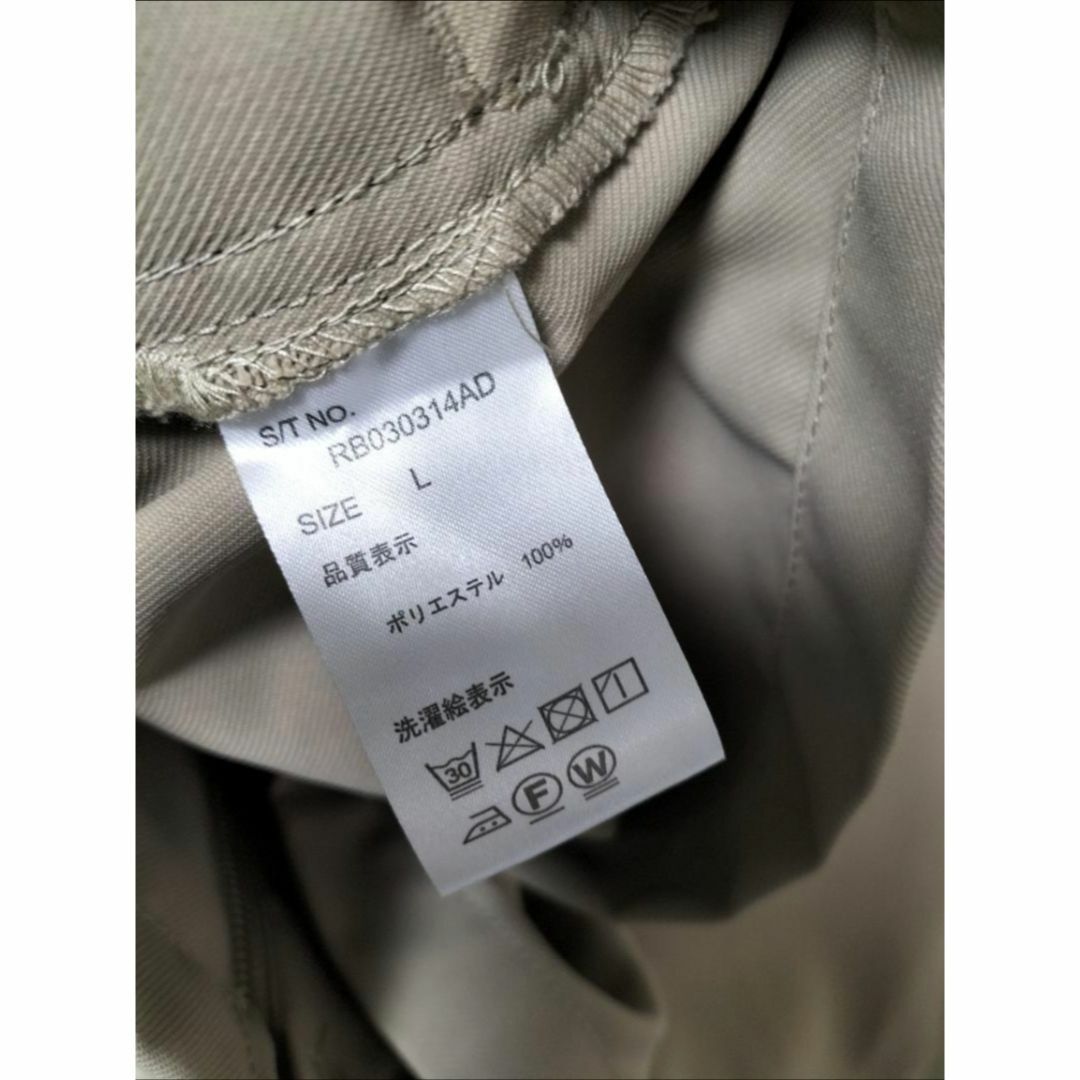 S/T NO.
RB030314AD
SIZE L
品質表示
ポリエステル 100%
洗濯絵表示
30
F W